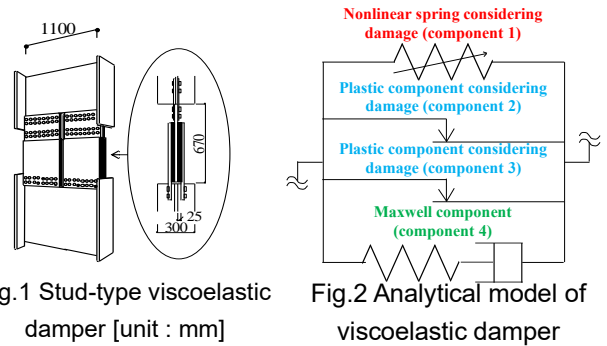 1100
670
25
300
g.1 Stud-type viscoelastic
damper [unit : mm]
Nonlinear spring considering
damage (component 1)
Plastic component considering
damage (component 2)
Plastic component considering
damage (component 3)
Maxwell component
(component 4)
Fig.2 Analytical model of
viscoelastic damper